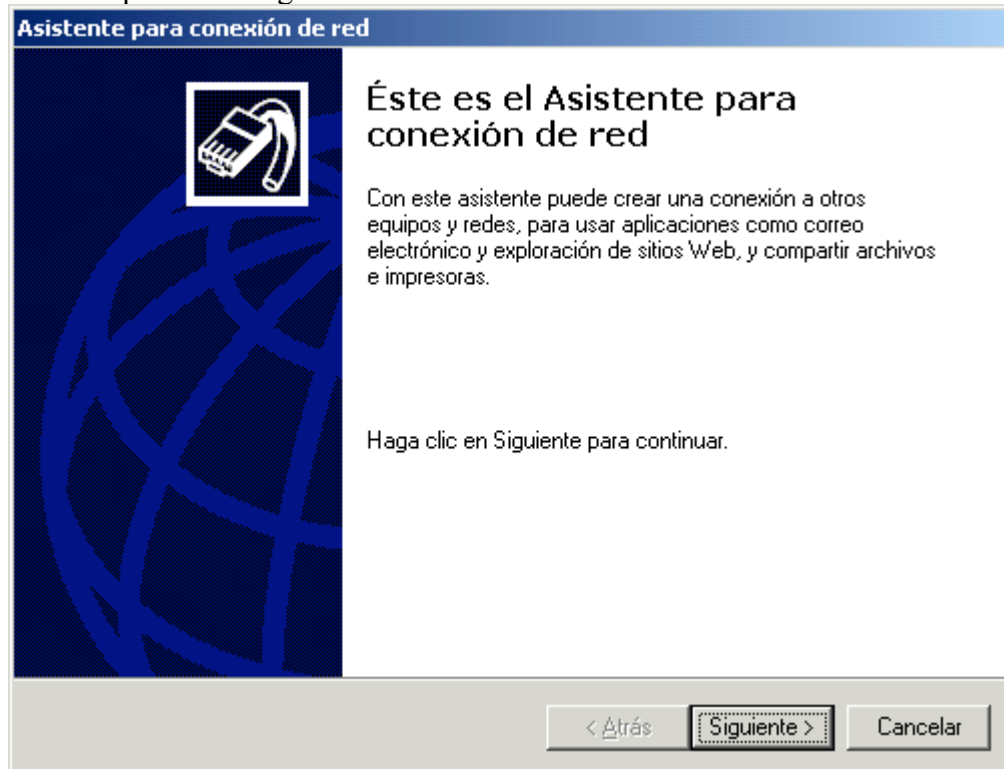 Asistente para conexión de red
Éste es el Asistente para
conexión de red
Con este asistente puede crear una conexión a otros
equipos y redes, para usar aplicaciones como correo
electrónico y exploración de sitios Web, y compartir archivos
e impresoras.
Haga clic en Siguiente para continuar.
< Atrás Siguiente > Cancelar